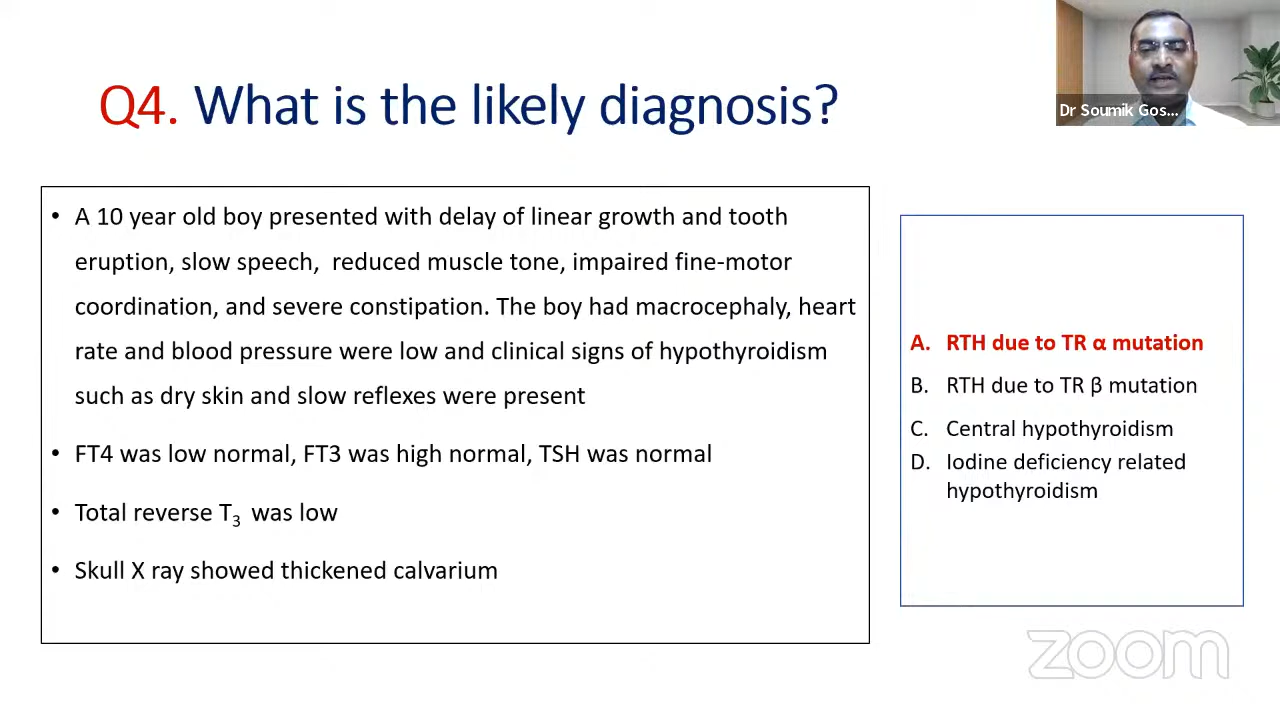 Dr Soumik Gos...
Q4. What is the likely diagnosis?
• A 10 year old boy presented with delay of linear growth and tooth
eruption, slow speech,  reduced muscle tone, impaired fine-motor
coordination, and severe constipation. The boy had macrocephaly, heart
rate and blood pressure were low and clinical signs of hypothyroidism
such as dry skin and slow reflexes were present
• FT4 was low normal, FT3 was high normal, TSH was normal
• Total reverse T₃ was low
• Skull X ray showed thickened calvarium
A. RTH due to TR α mutation
B. RTH due to TR β mutation
C. Central hypothyroidism
D. Iodine deficiency related
hypothyroidism
zoom